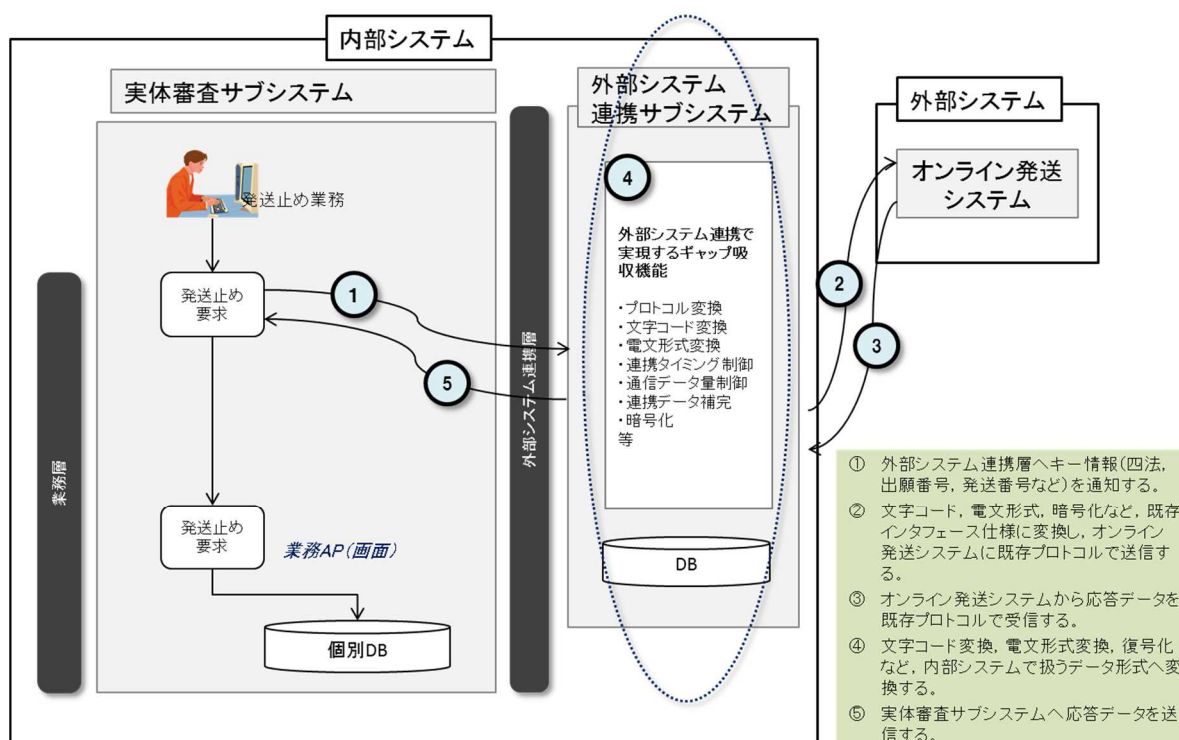 内部システム
実体審査サブシステム
発送止め業務
発送止め
要求
①
⑤
発送止め
要求
業務AP(画面)
個別DB
業務層
外部システム連携層
外部システム
連携サブシステム
④
外部システム連携で
実現するギャップ吸
収機能
・プロトコル変換
・文字コード変換
・電文形式変換
・連携タイミング制御
・通信データ量制御
・連携データ補完
・暗号化
等
DB
②
③
外部システム
オンライン発送
システム
① 外部システム連携層へキー情報(四法,
出願番号, 発送番号など)を通知する。
② 文字コード, 電文形式, 暗号化など, 既存
インタフェース仕様に変換し, オンライン
発送システムに既存プロトコルで送信す
る。
③ オンライン発送システムから応答データを
既存プロトコルで受信する。
④ 文字コード変換, 電文形式変換, 復号化
など, 内部システムで扱うデータ形式へ変
換する。
⑤ 実体審査サブシステムへ応答データを送
信する。